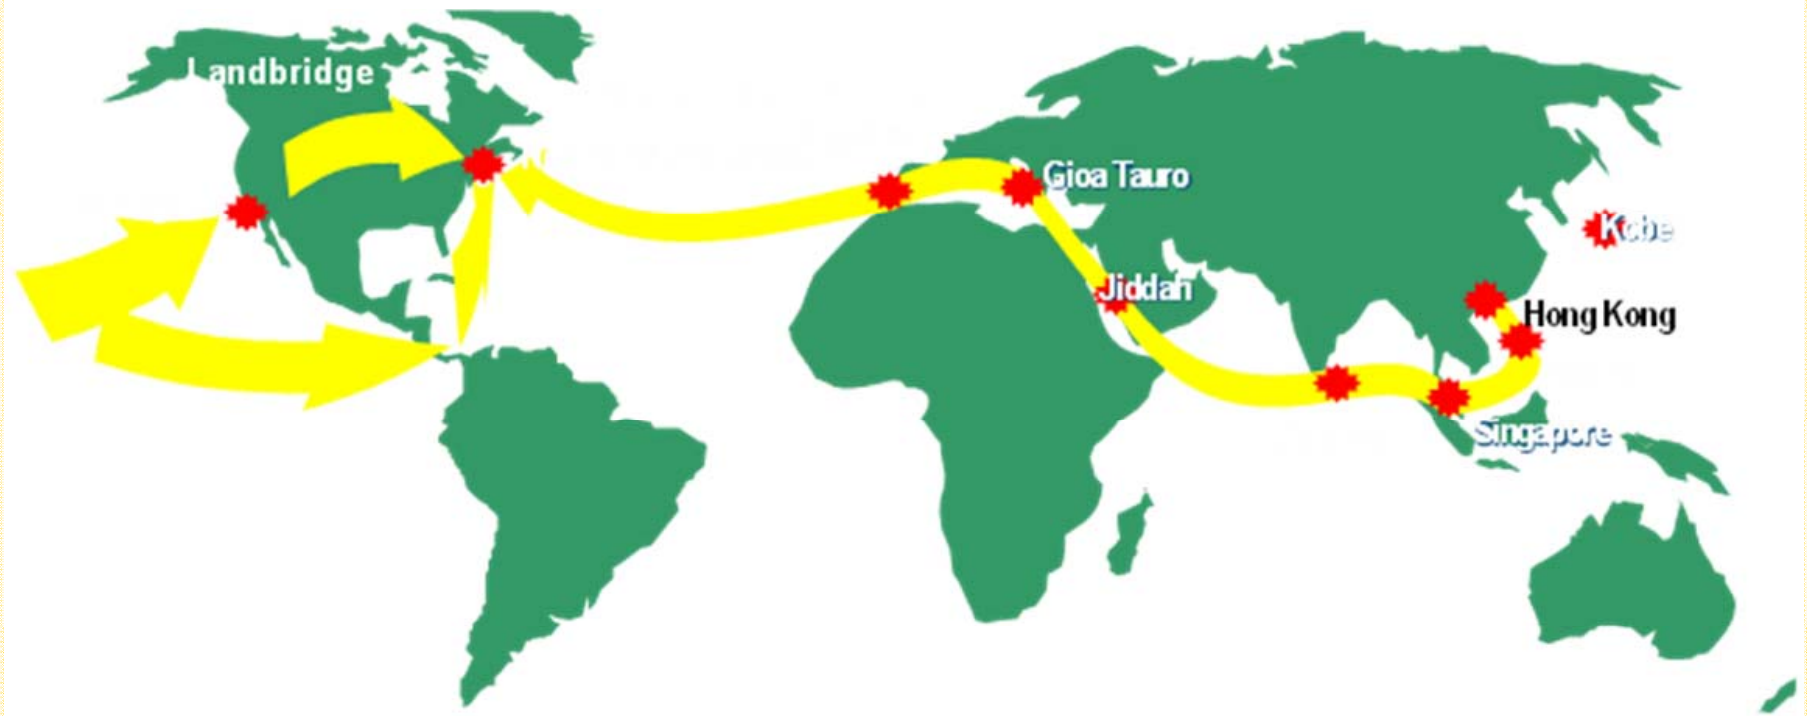 Landbridge
Gioa Tauro
Kobe
Jiddah
Hong Kong
Singapore